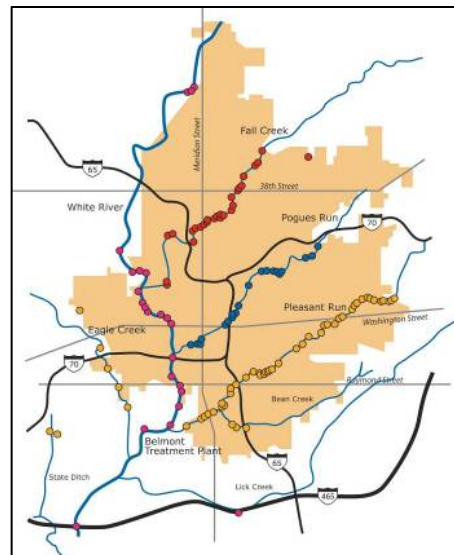 Fall Creek
Meridian Street
65
38th Street
White River
Pogues Run
70
Pleasant Run
Washington Street
Eagle Creek
70
Raymond Street
Bean Creek
Belmont
Treatment Plant
65
State Ditch
Lick Creek
465